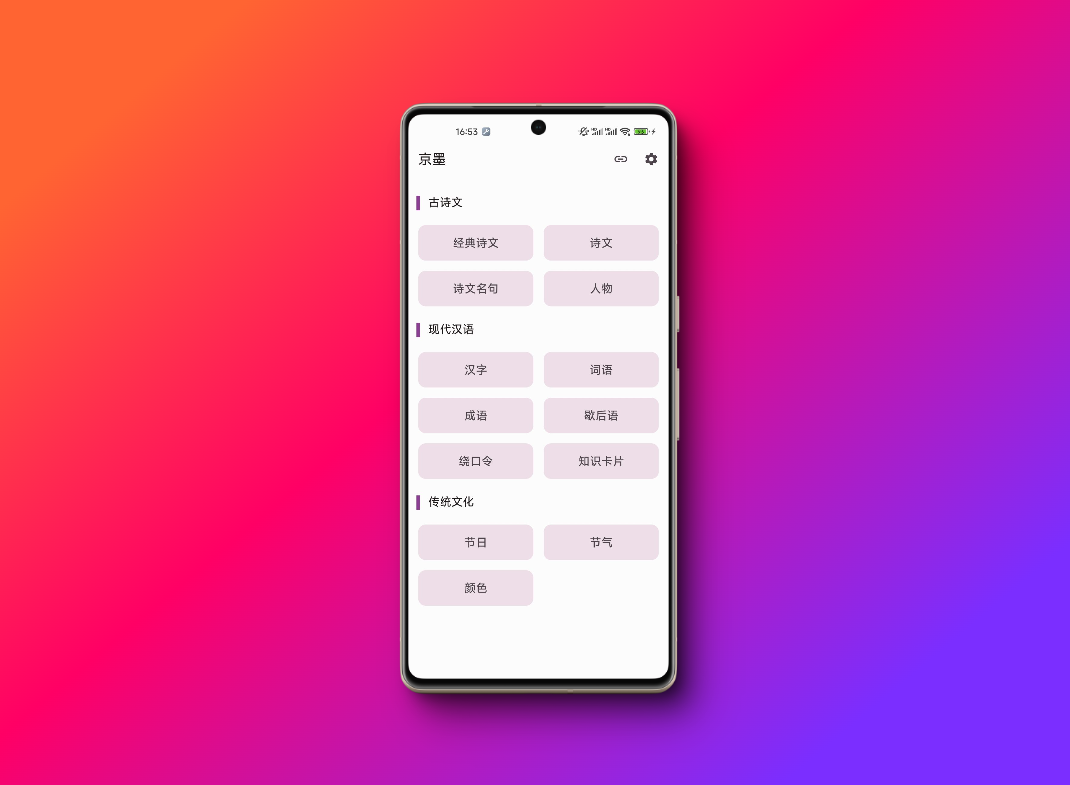 16:53
京墨
古诗文
经典诗文 诗文
诗文名句 人物
现代汉语
汉字 词语
成语 歇后语
绕口令 知识卡片
传统文化
节日 节气
颜色